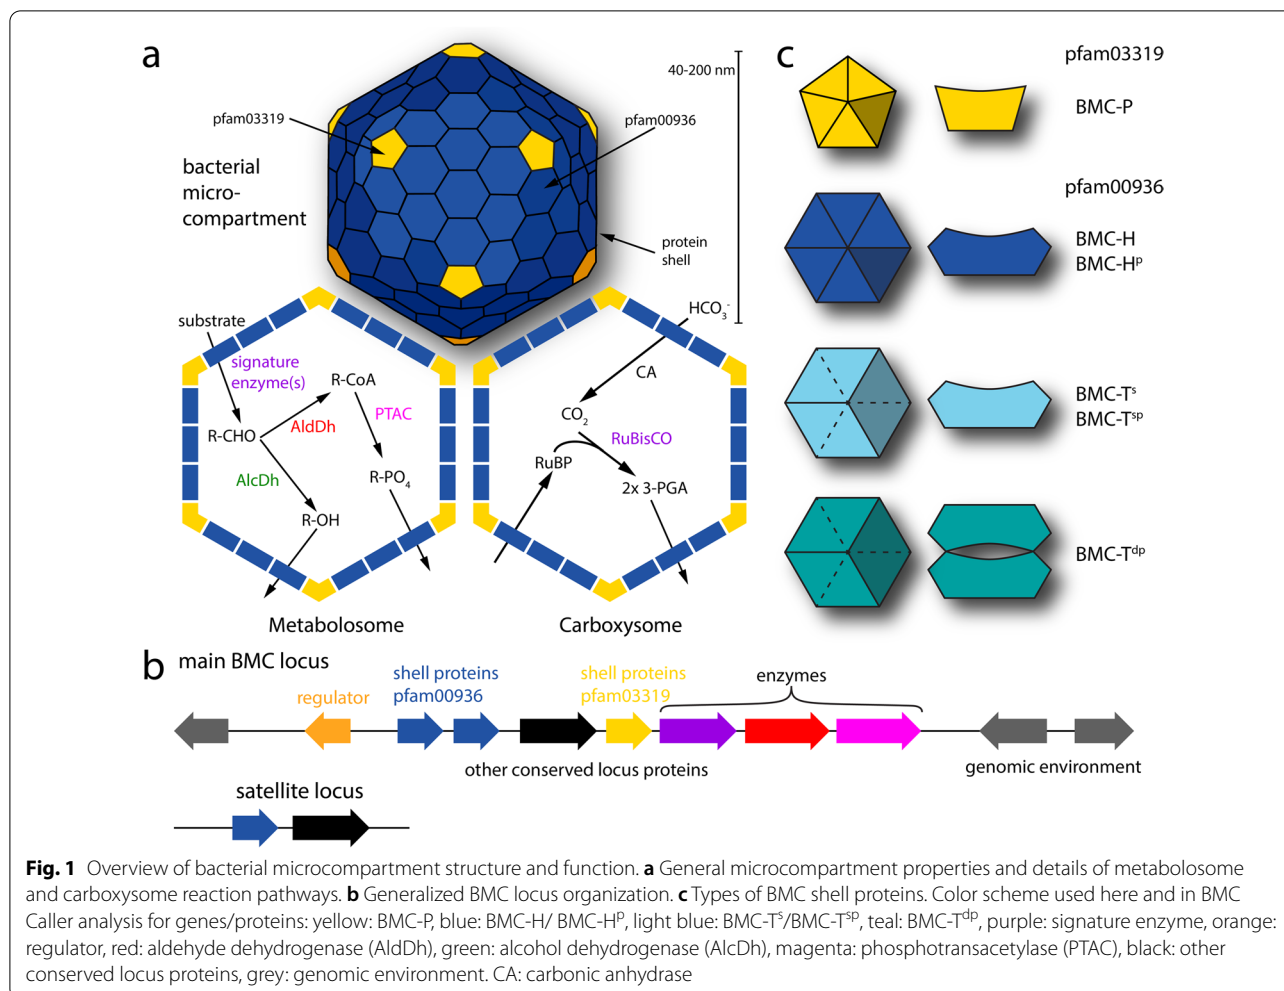 a
40-200 nm
pfam03319
pfam00936
bacterial
micro-
compartment
protein
shell
substrate
signature
enzyme(s)
R-CoA
PTAC
R-CHO
AldDh
AlcDh
R-PO4
R-OH
Metabolosome
HCO3-
CA
CO2
RuBisCO
RuBP
2x 3-PGA
Carboxysome
c
pfam03319
BMC-P
pfam00936
BMC-H
BMC-Hp
BMC-Ts
BMC-Tsp
BMC-Tdp
b
main BMC locus
regulator
shell proteins
pfam00936
shell proteins
pfam03319
enzymes
other conserved locus proteins
genomic environment
satellite locus
Fig. 1 Overview of bacterial microcompartment structure and function. a General microcompartment properties and details of metabolosome
and carboxysome reaction pathways. b Generalized BMC locus organization. c Types of BMC shell proteins. Color scheme used here and in BMC
Caller analysis for genes/proteins: yellow: BMC-P, blue: BMC-H/ BMC-Hp, light blue: BMC-Ts/BMC-Tsp, teal: BMC-Tdp, purple: signature enzyme, orange:
regulator, red: aldehyde dehydrogenase (AldDh), green: alcohol dehydrogenase (AlcDh), magenta: phosphotransacetylase (PTAC), black: other
conserved locus proteins, grey: genomic environment. CA: carbonic anhydrase